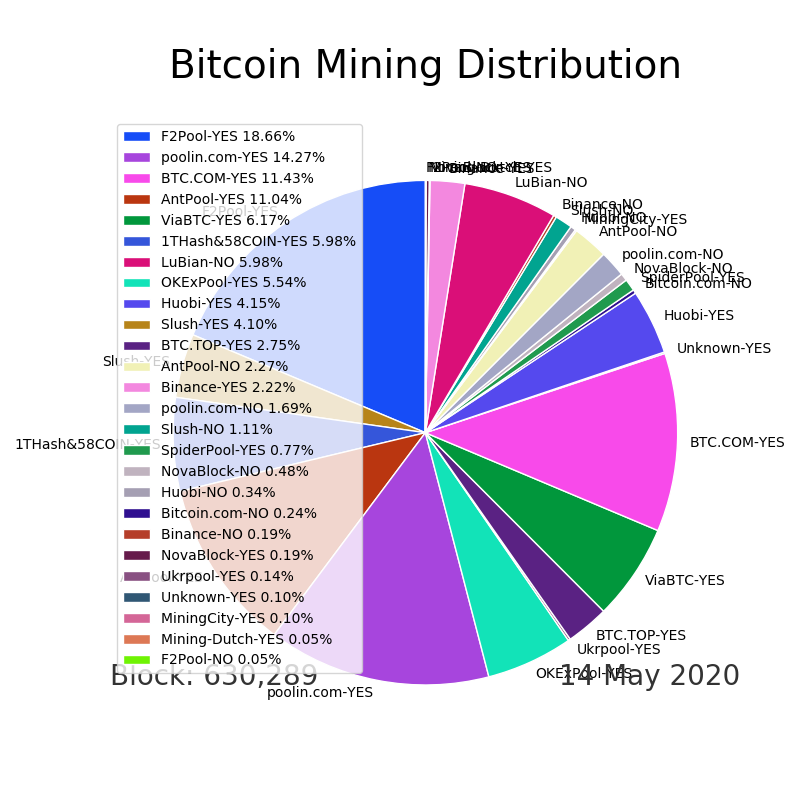 Bitcoin Mining Distribution
F2Pool-YES 18.66%
poolin.com-YES 14.27%
BTC.COM-YES 11.43%
AntPool-YES 11.04%
ViaBTC-YES 6.17%
1THash&58COIN-YES 5.98%
LuBian-NO 5.98%
OKExPool-YES 5.54%
Huobi-YES 4.15%
Slush-YES 4.10%
BTC.TOP-YES 2.75%
AntPool-NO 2.27%
Binance-YES 2.22%
poolin.com-NO 1.69%
Slush-NO 1.11%
SpiderPool-YES 0.77%
NovaBlock-NO 0.48%
Huobi-NO 0.34%
Bitcoin.com-NO 0.24%
Binance-NO 0.19%
NovaBlock-YES 0.19%
Ukrpool-YES 0.14%
Unknown-YES 0.10%
MiningCity-YES 0.10%
Mining-Dutch-YES 0.05%
F2Pool-NO 0.05%
F2Pool-YES
Slush-YES
1THash&58COIN-YES
poolin.com-YES
OKExPool-YES
Ukrpool-YES
BTC.TOP-YES
ViaBTC-YES
BTC.COM-YES
Unknown-YES
Huobi-YES
Bitcoin.com-NO
SpiderPool-YES
NovaBlock-NO
poolin.com-NO
AntPool-NO
MiningCity-YES
Slush-NO
Binance-NO
LuBian-NO
Binance-YES
Block: 630,289
14 May 2020